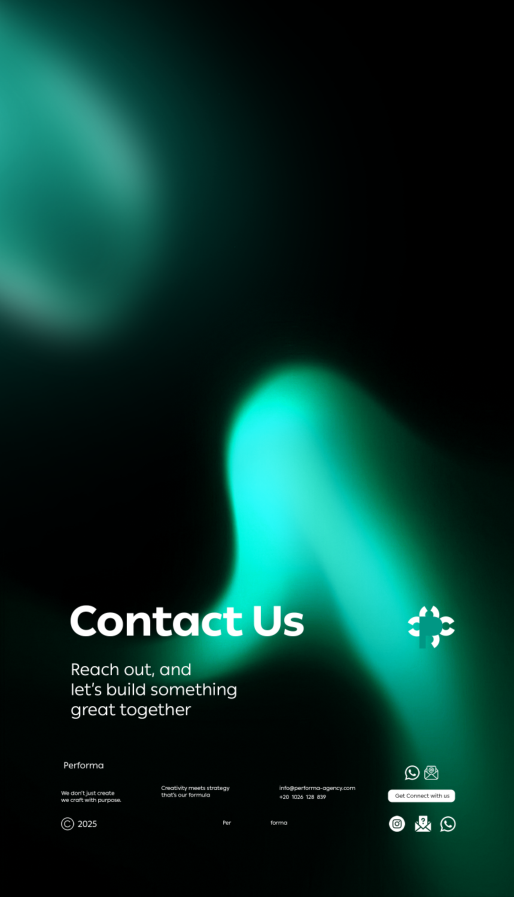 Contact Us
Reach out, and
let's build something
great together
Performa
We don't just create
we craft with purpose.
Creativity meets strategy
that's our formula
info@performa-agency.com
+20 1026 128 839
Get Connect with us
© 2025
Per forma